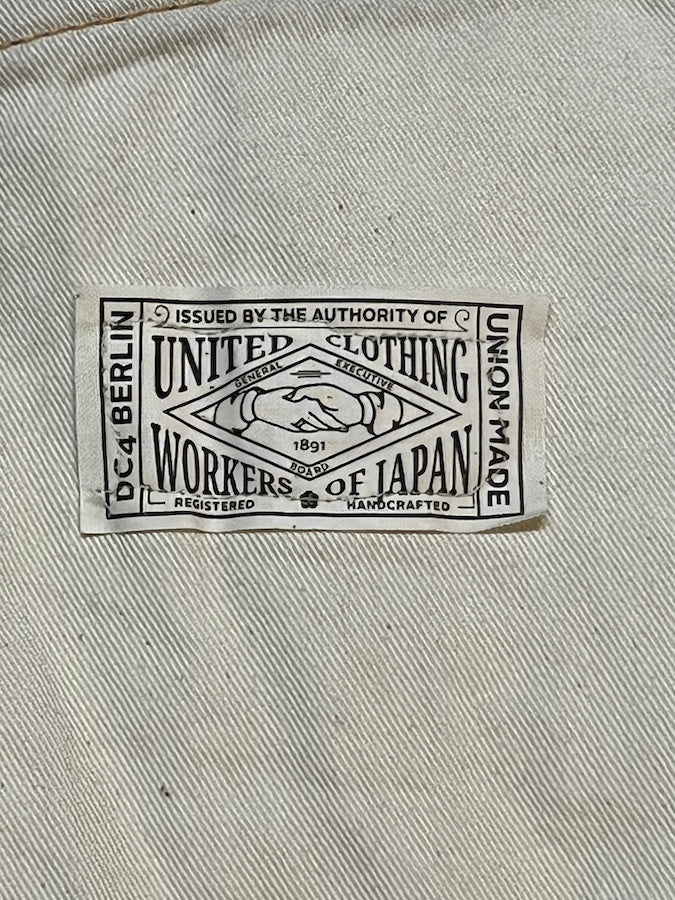 ISSUED BY THE AUTHORITY OF
DC4 BERLIN
UNITED CLOTHING
GENERAL EXECUTIVE
1891
BOARD
WORKERS OF JAPAN
REGISTERED HANDCRAFTED
UNION MADE